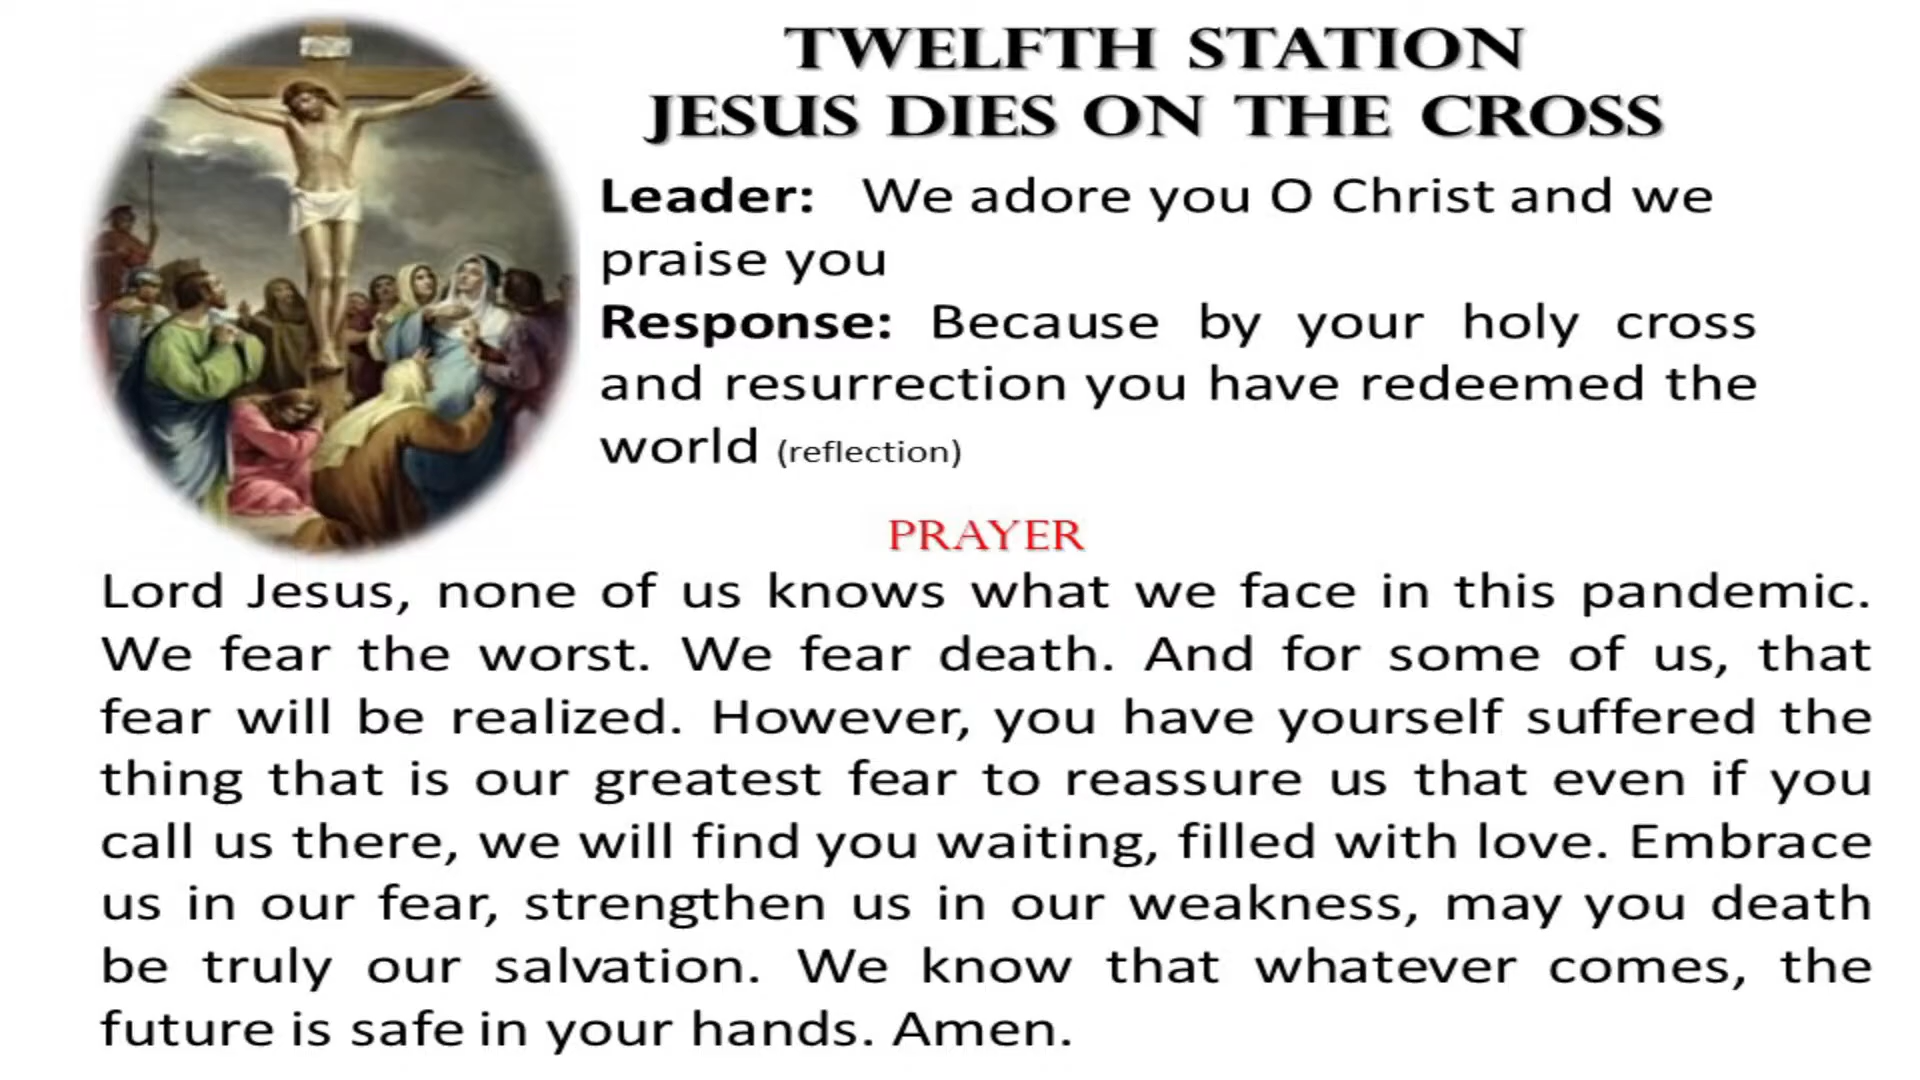 TWELFTH STATION
JESUS DIES ON THE CROSS
Leader: We adore you O Christ and we
praise you
Response: Because by your holy cross
and resurrection you have redeemed the
world (reflection)
PRAYER
Lord Jesus, none of us knows what we face in this pandemic.
We fear the worst. We fear death. And for some of us, that
fear will be realized. However, you have yourself suffered the
thing that is our greatest fear to reassure us that even if you
call us there, we will find you waiting, filled with love. Embrace
us in our fear, strengthen us in our weakness, may you death
be truly our salvation. We know that whatever comes, the
future is safe in your hands. Amen.